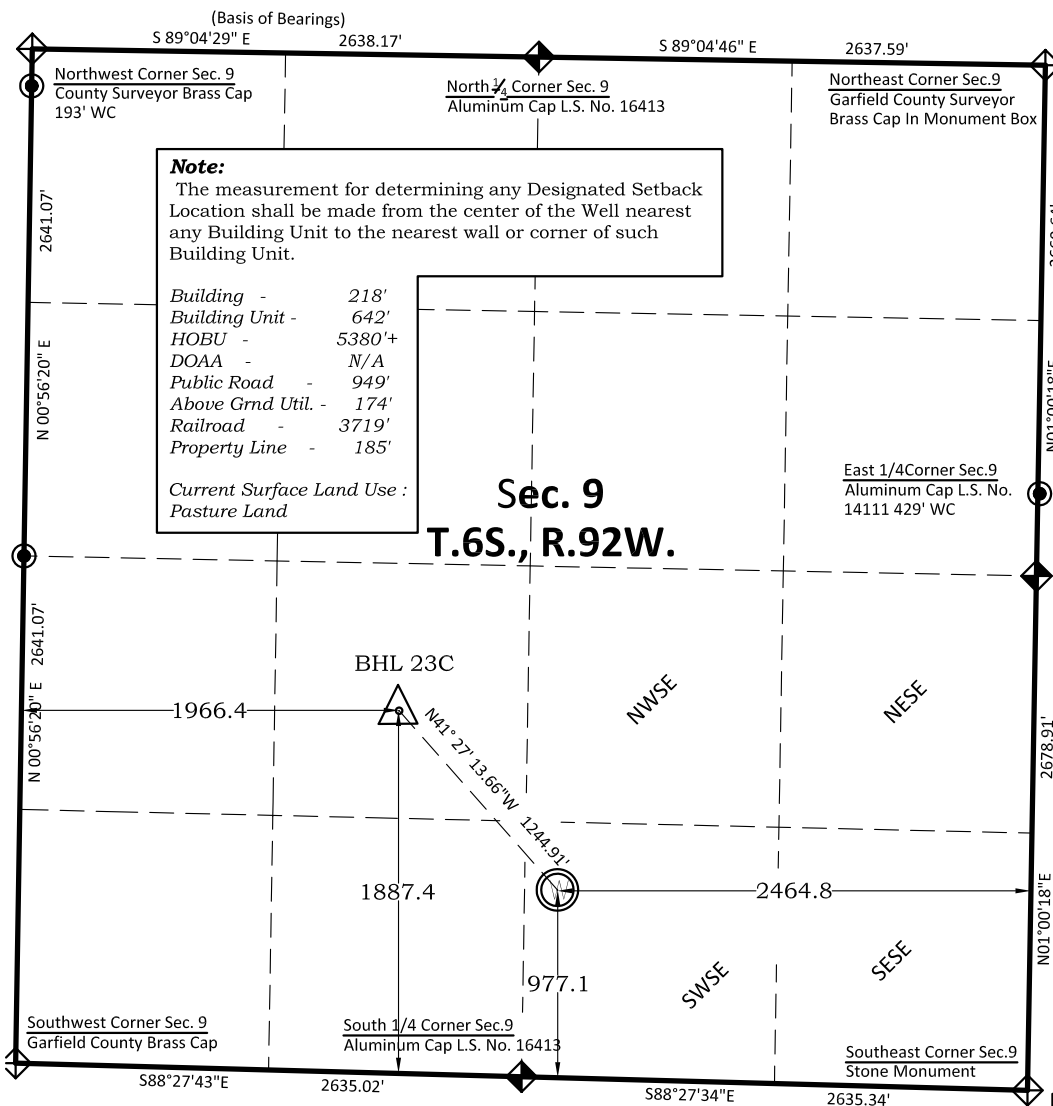 (Basis of Bearings)
S 89°04'29" E 2638.17' S 89°04'46" E 2637.59'
Northwest Corner Sec. 9
County Surveyor Brass Cap
193' WC
North 1/4 Corner Sec. 9
Aluminum Cap L.S. No. 16413
Northeast Corner Sec.9
Garfield County Surveyor
Brass Cap In Monument Box
Note:
The measurement for determining any Designated Setback
Location shall be made from the center of the Well nearest
any Building Unit to the nearest wall or corner of such
Building Unit.
Building - 218'
Building Unit - 642'
HOBU - 5380'+
DOAA - N/A
Public Road - 949'
Above Grnd Util. - 174'
Railroad - 3719'
Property Line - 185'
Current Surface Land Use :
Pasture Land
2641.07'
N 00°56'20" E
N01°00'18"E
Sec. 9
T.6S., R.92W.
East 1/4Corner Sec.9
Aluminum Cap L.S. No.
14111 429' WC
2641.07'
N 00°56'20" E
BHL 23C
1966.4
N41° 27' 13.66"W 1244.91'
NWSE
NESE
2678.91'
1887.4
2464.8
N01°00'18"E
977.1
SWSE
SESE
Southwest Corner Sec. 9
Garfield County Brass Cap
South 1/4 Corner Sec.9
Aluminum Cap L.S. No. 16413
Southeast Corner Sec.9
Stone Monument
S88°27'43"E 2635.02' S88°27'34"E 2635.34'